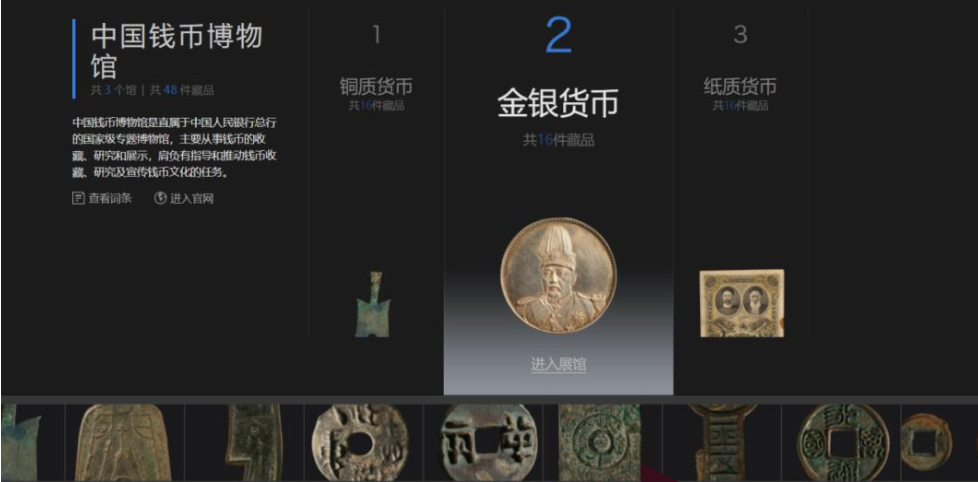 中国钱币博物
馆
共3个馆 | 共48件藏品
中国钱币博物馆是直属于中国人民银行总行
的国家级专题博物馆，主要从事钱币的收
藏、研究和展示，肩负有指导和推动钱币收
藏、研究及宣传钱币文化的任务。
查看词条 进入官网
1
铜质货币
共16件藏品
2
金银货币
共16件藏品
进入展馆
3
纸质货币
共16件藏品